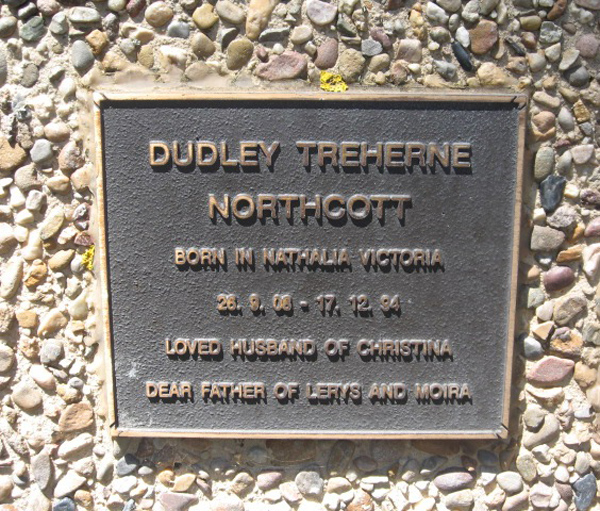 DUDLEY TREHERNE
NORTHCOTT
BORN IN NATHALIA VICTORIA
26. 9. 08 - 17. 12. 94
LOVED HUSBAND OF CHRISTINA
DEAR FATHER OF LERYS AND MOIRA